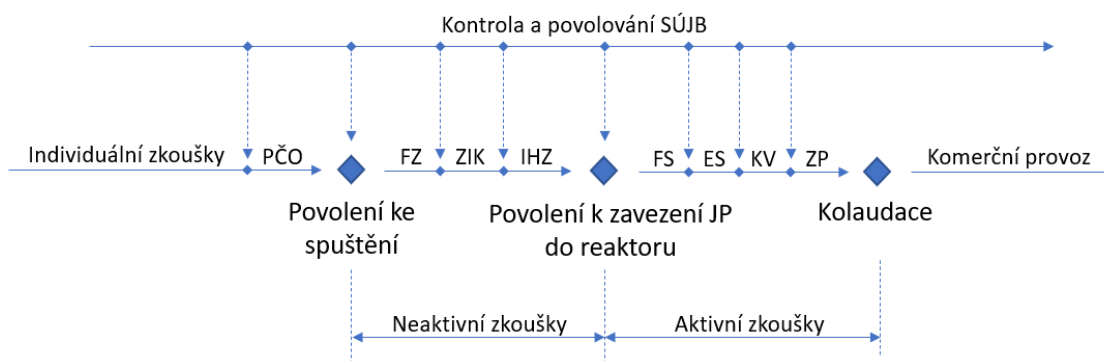 Kontrola a povolování SÚJB
Individuální zkoušky
PČO
FZ
ZIK
IHZ
FS
ES
KV
ZP
Komerční provoz
Povolení ke
spuštění
Povolení k zavezení JP
do reaktoru
Kolaudace
Neaktivní zkoušky
Aktivní zkoušky